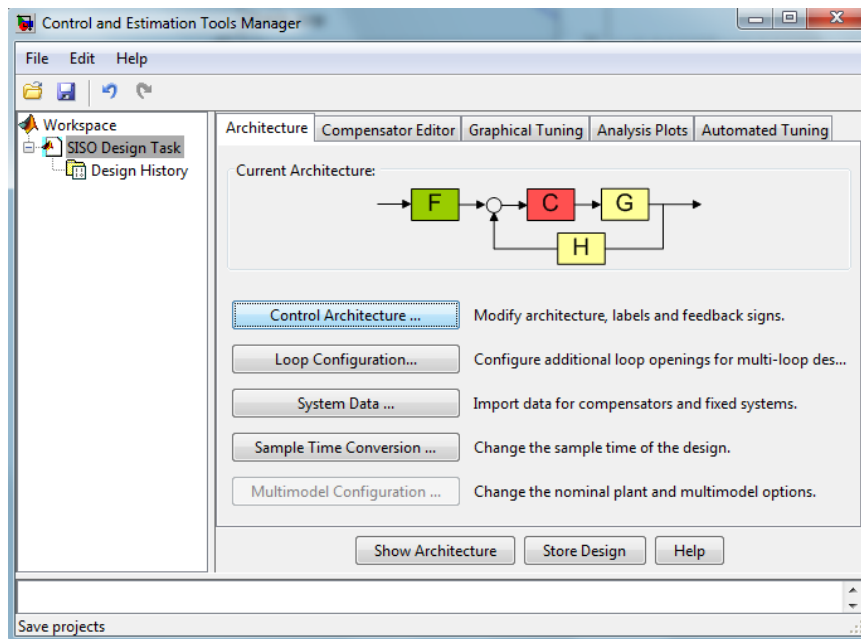 Control and Estimation Tools Manager
File Edit Help
Workspace
SISO Design Task
Design History
Architecture Compensator Editor Graphical Tuning Analysis Plots Automated Tuning
Current Architecture:
F C G
H
Control Architecture ... Modify architecture, labels and feedback signs.
Loop Configuration... Configure additional loop openings for multi-loop des...
System Data ... Import data for compensators and fixed systems.
Sample Time Conversion ... Change the sample time of the design.
Multimodel Configuration ... Change the nominal plant and multimodel options.
Show Architecture Store Design Help
Save projects